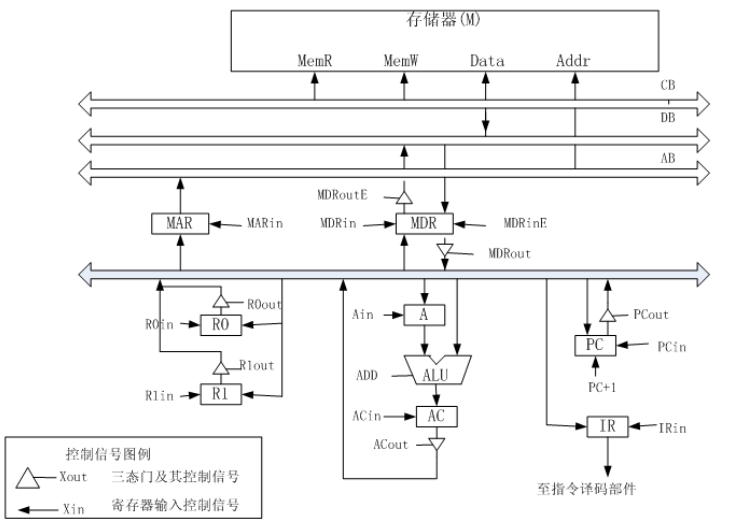 存储器(M)
MemR MemW Data Addr
CB
DB
AB
MDRoutE
MAR MARin MDRin MDR MDRinE
MDRout
R0out
R0in R0
Ain A
PCout
PC PCin
R1out
ADD ALU
PC+1
R1in R1
ACin AC
IR IRin
ACout
控制信号图例
Xout 三态门及其控制信号
Xin 寄存器输入控制信号
至指令译码部件